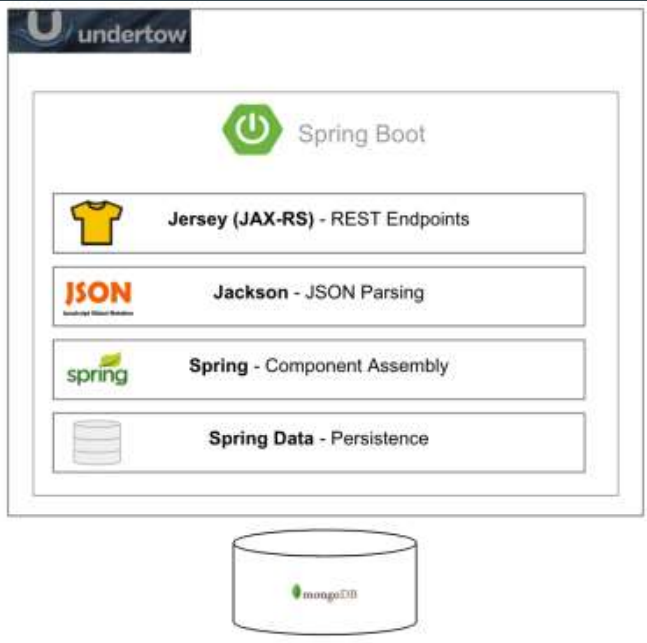 undertow
Spring Boot
Jersey (JAX-RS) - REST Endpoints
JSON
Jackson - JSON Parsing
spring
Spring - Component Assembly
Spring Data - Persistence
mongoDB